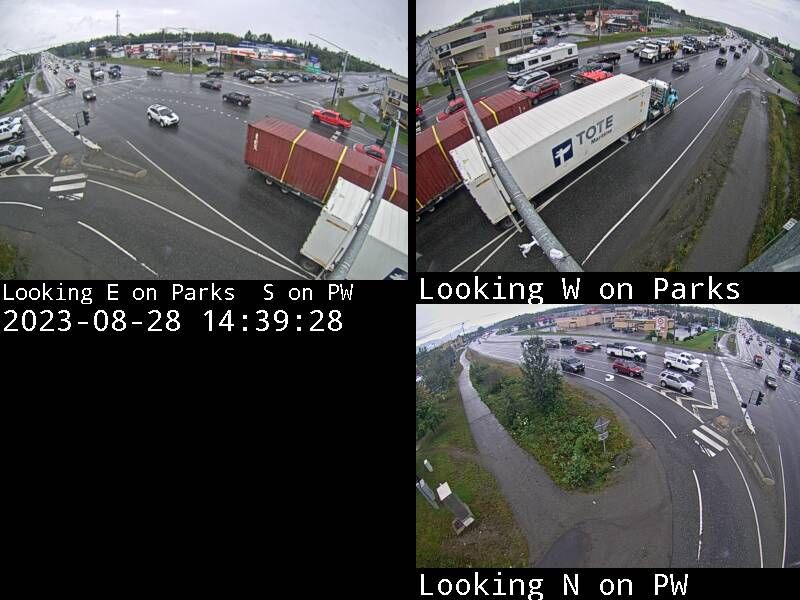 Looking E on Parks  S on PW
2023-08-28 14:39:28
TOTE
Maritime
Looking W on Parks
Looking N on PW